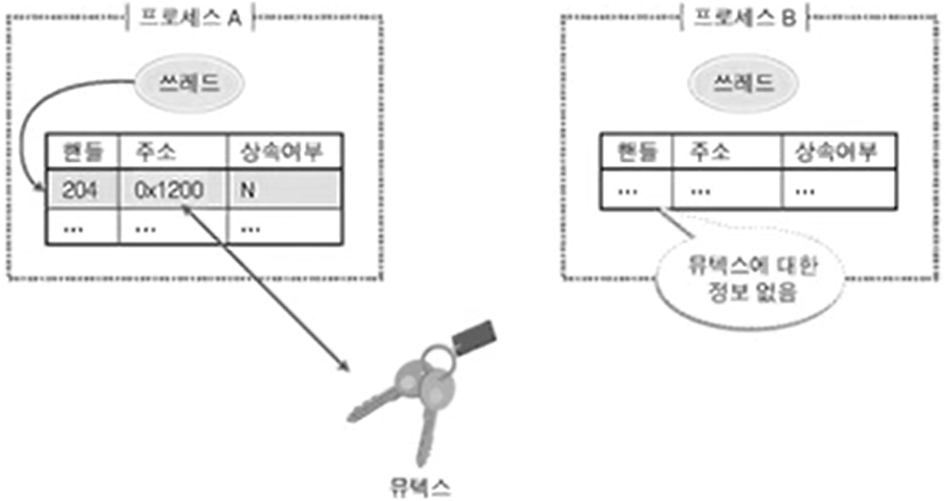 프로세스 A
쓰레드
핸들 주소 상속여부
204 0x1200 N
... ... ...
프로세스 B
쓰레드
핸들 주소 상속여부
... ... ...
뮤텍스에 대한
정보 없음
뮤텍스